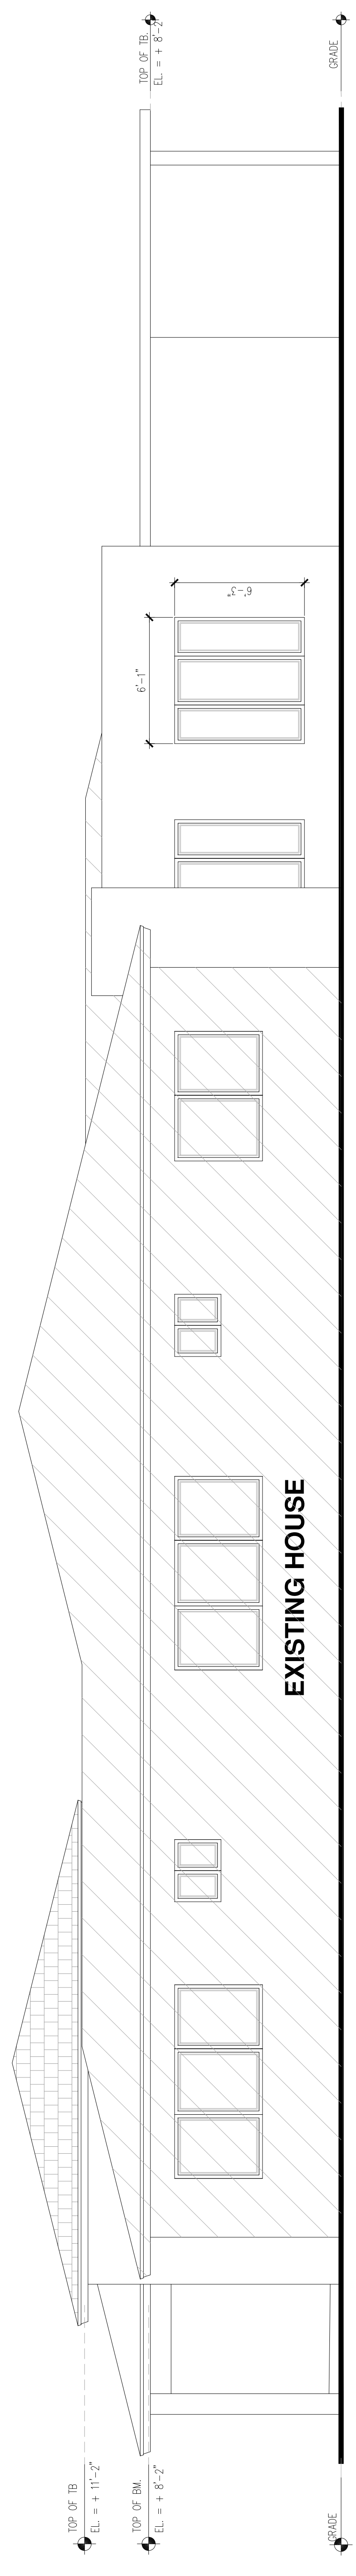 TOP OF TB
EL. = + 11'-2"
TOP OF BM.
EL. = + 8'-2"
GRADE
EXISTING HOUSE
6'-1"
6'-3"
TOP OF TB.
EL. = + 8'-2"
GRADE